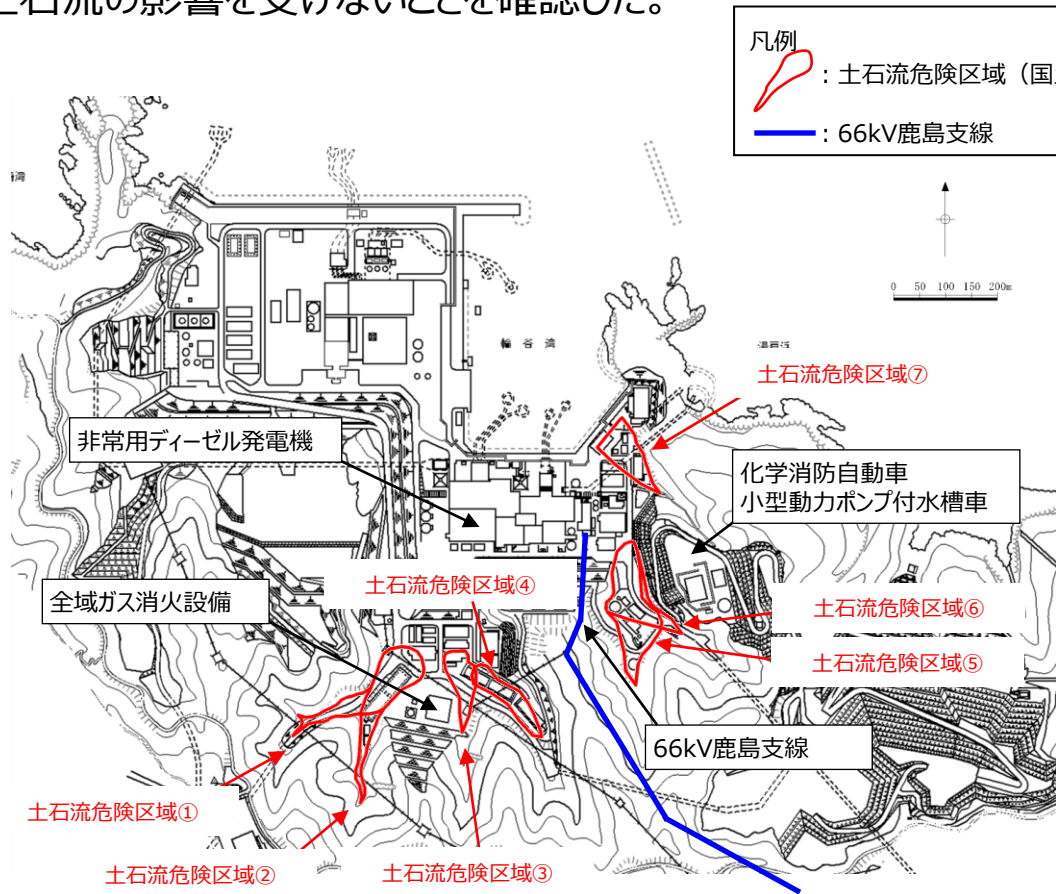 土石流の影響を受けないことを確認した。
凡例
：土石流危険区域（国
：66kV鹿島支線
0 50 100 150 200m
輪谷湾
土石流危険区域⑦
非常用ディーゼル発電機
化学消防自動車
小型動力ポンプ付水槽車
土石流危険区域④
全域ガス消火設備
土石流危険区域⑥
土石流危険区域⑤
66kV鹿島支線
土石流危険区域①
土石流危険区域②
土石流危険区域③